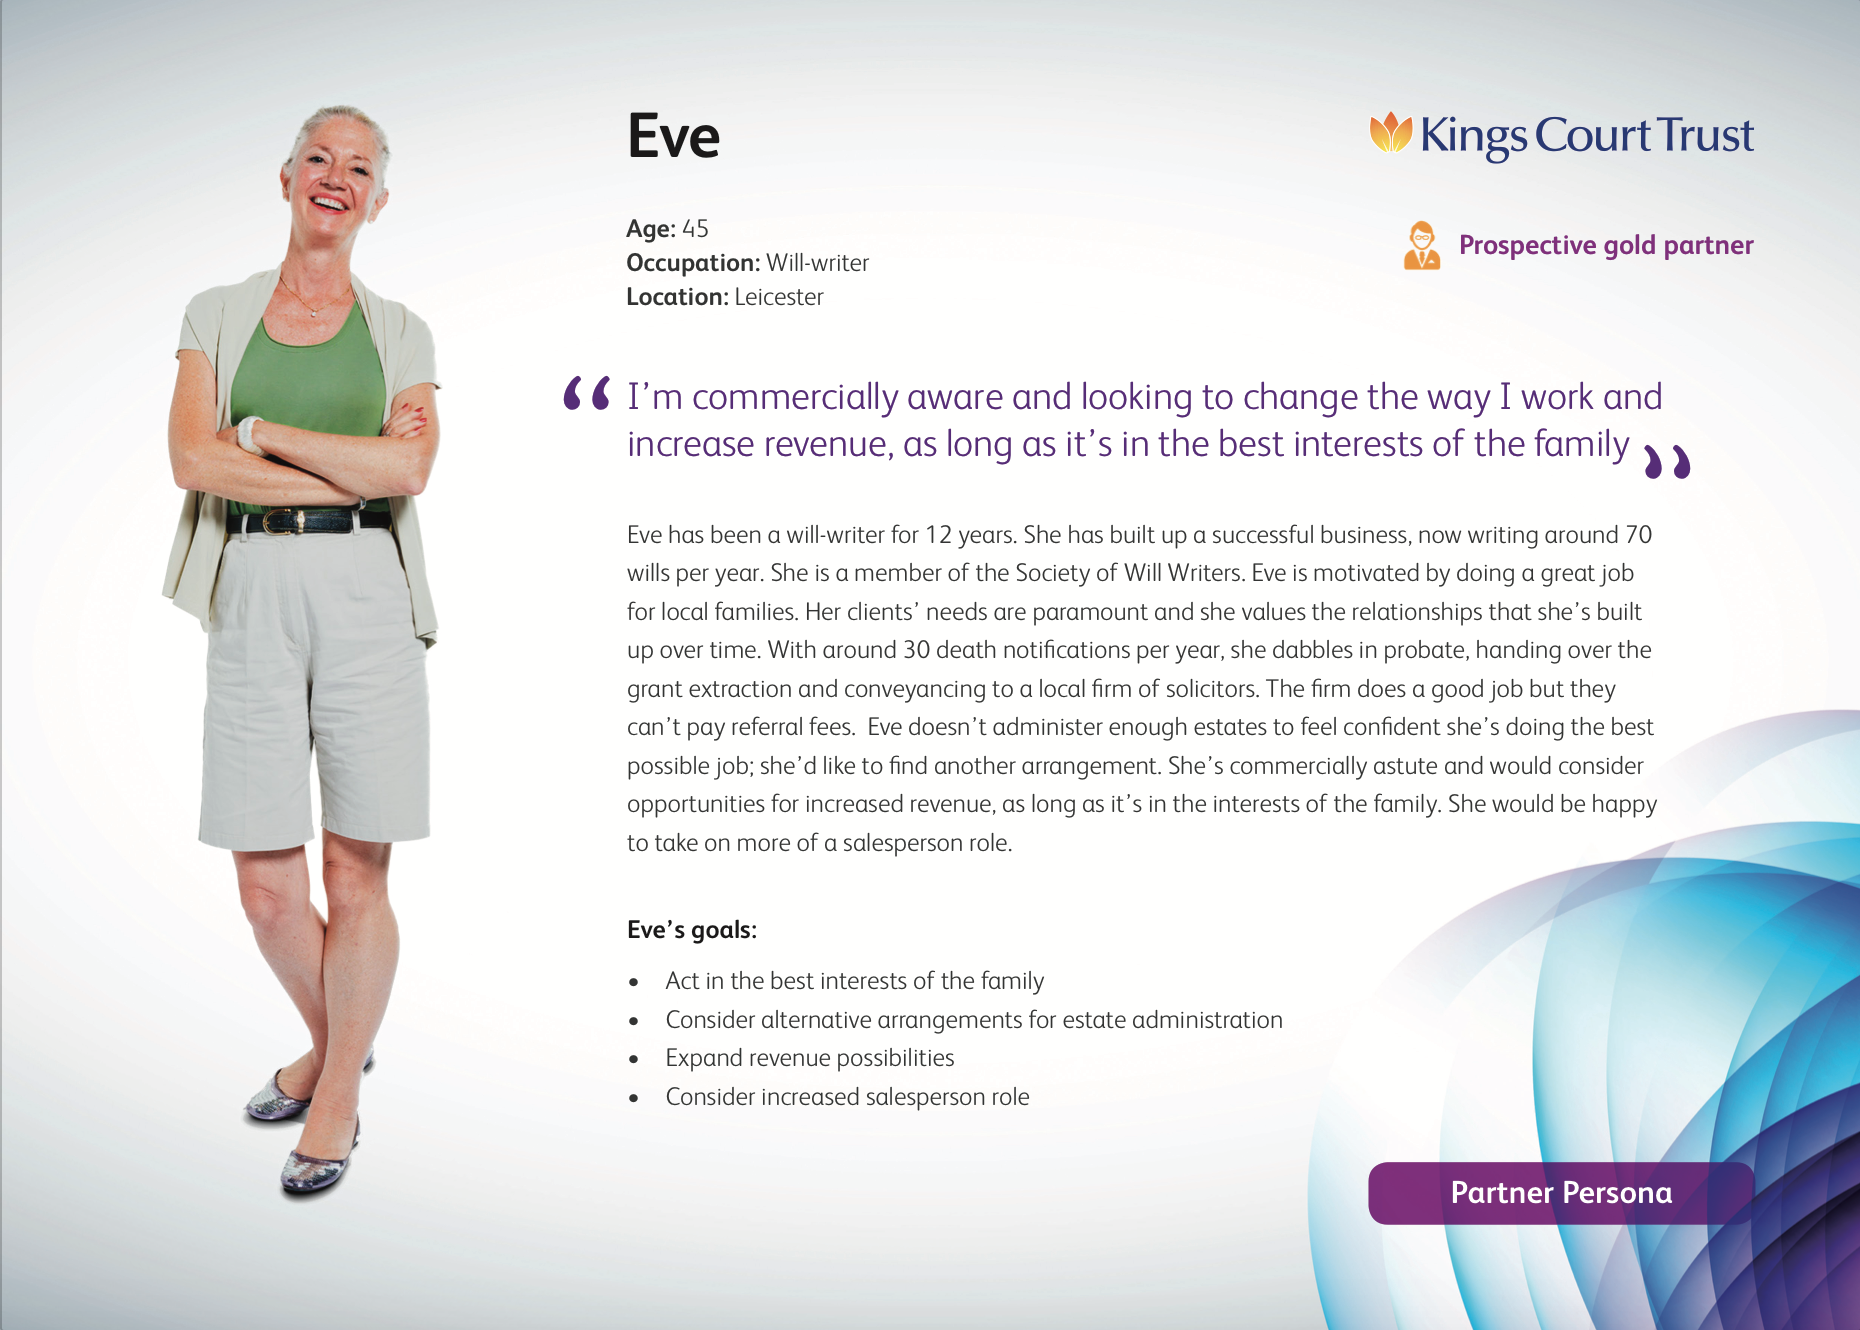 Eve
Kings Court Trust
Age: 45
Occupation: Will-writer
Location: Leicester
Prospective gold partner
“ I’m commercially aware and looking to change the way I work and
increase revenue, as long as it’s in the best interests of the family ”
Eve has been a will-writer for 12 years. She has built up a successful business, now writing around 70
wills per year. She is a member of the Society of Will Writers. Eve is motivated by doing a great job
for local families. Her clients’ needs are paramount and she values the relationships that she’s built
up over time. With around 30 death notifications per year, she dabbles in probate, handing over the
grant extraction and conveyancing to a local firm of solicitors. The firm does a good job but they
can’t pay referral fees.  Eve doesn’t administer enough estates to feel confident she’s doing the best
possible job; she’d like to find another arrangement. She’s commercially astute and would consider
opportunities for increased revenue, as long as it’s in the interests of the family. She would be happy
to take on more of a salesperson role.
Eve’s goals:
• Act in the best interests of the family
• Consider alternative arrangements for estate administration
• Expand revenue possibilities
• Consider increased salesperson role
Partner Persona